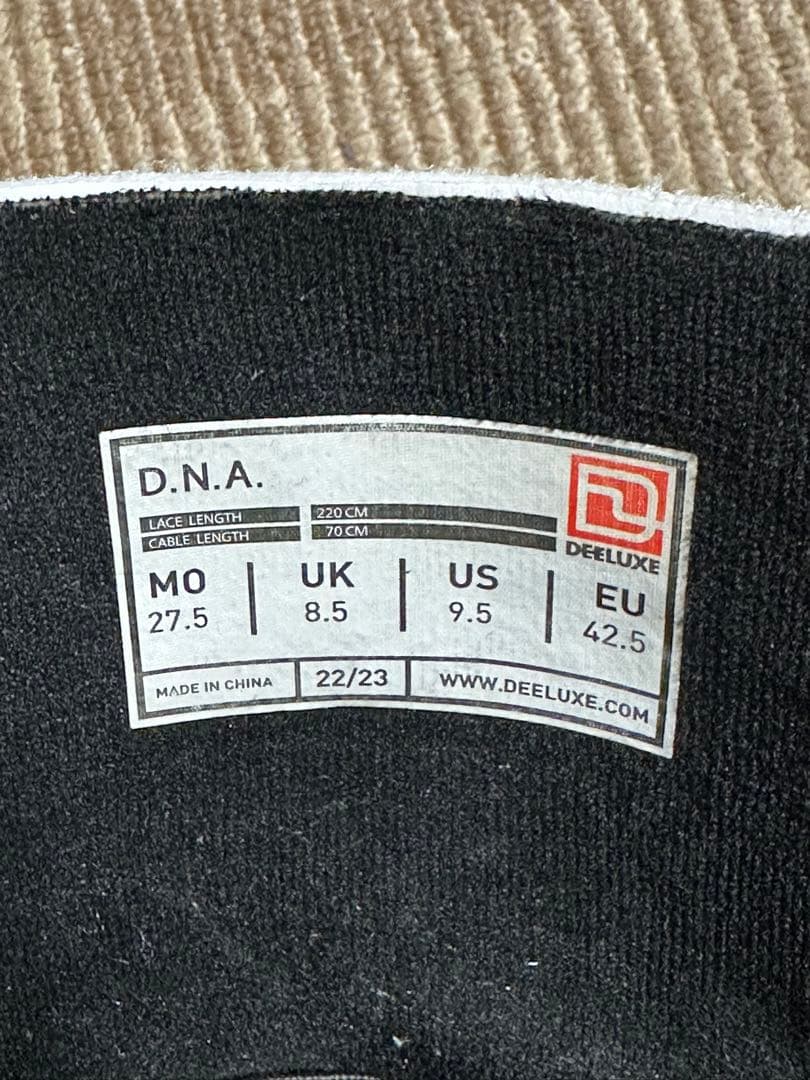 D.N.A.
LACE LENGTH 220 CM
CABLE LENGTH 70 CM
DEELUXE
MO UK US EU
27.5 8.5 9.5 42.5
MADE IN CHINA 22/23 WWW.DEELUXE.COM